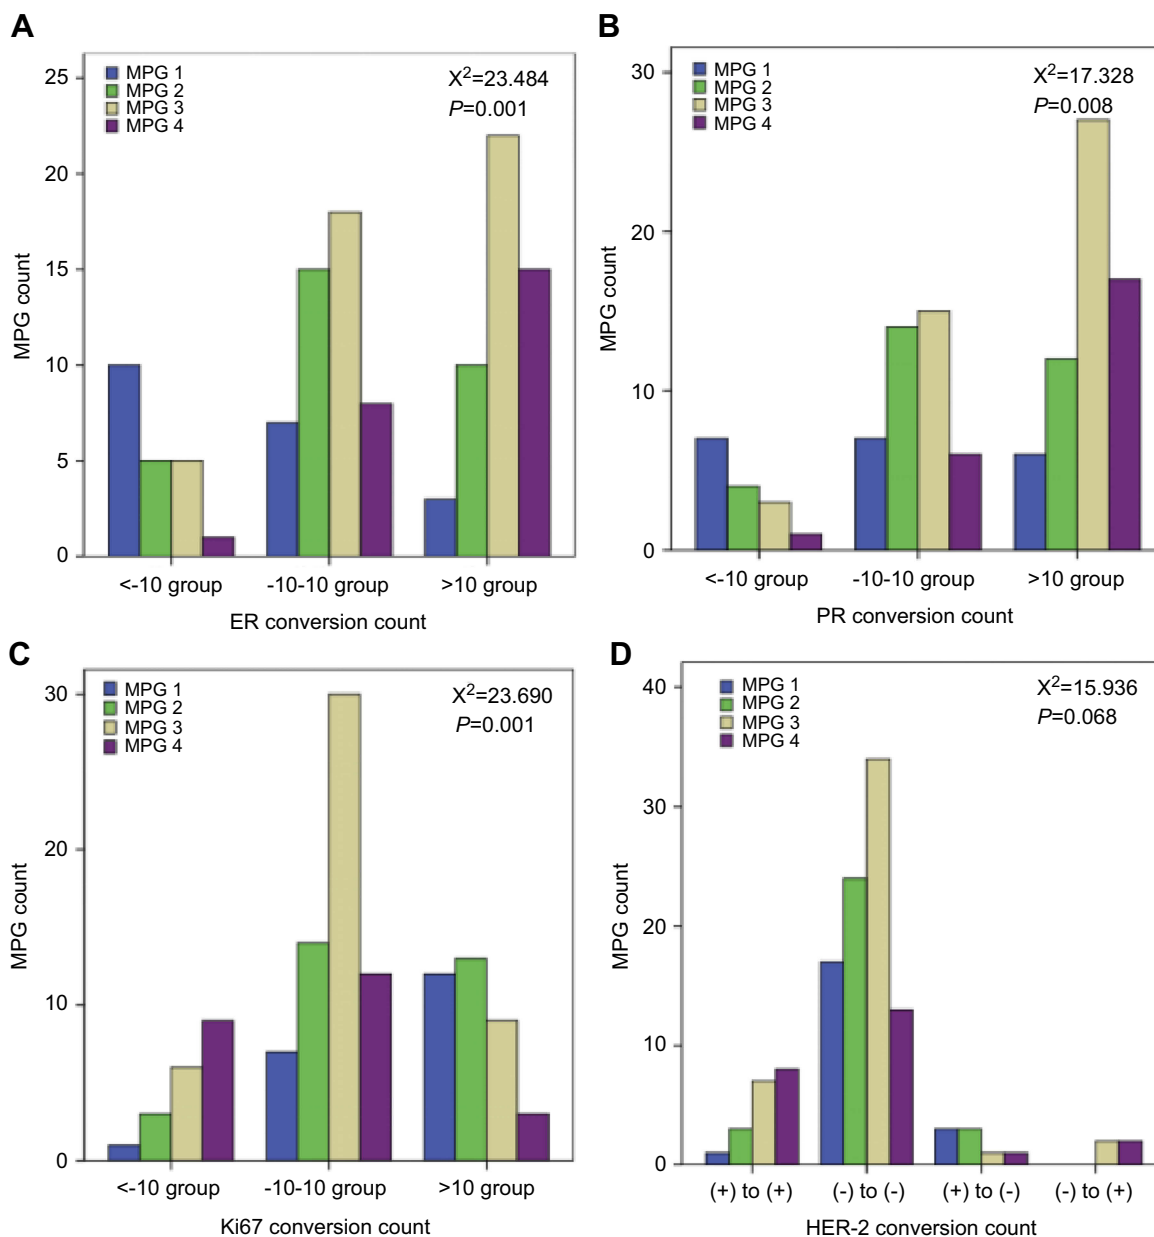 A
MPG 1
MPG 2
MPG 3
MPG 4
X²=23.484
P=0.001
25
20
15
10
5
0
MPG count
<-10 group
-10-10 group
>10 group
ER conversion count
B
MPG 1
MPG 2
MPG 3
MPG 4
X²=17.328
P=0.008
30
20
10
0
MPG count
<-10 group
-10-10 group
>10 group
PR conversion count
C
MPG 1
MPG 2
MPG 3
MPG 4
X²=23.690
P=0.001
30
20
10
0
MPG count
<-10 group
-10-10 group
>10 group
Ki67 conversion count
D
MPG 1
MPG 2
MPG 3
MPG 4
X²=15.936
P=0.068
40
30
20
10
0
MPG count
(+) to (+)
(-) to (-)
(+) to (-)
(-) to (+)
HER-2 conversion count